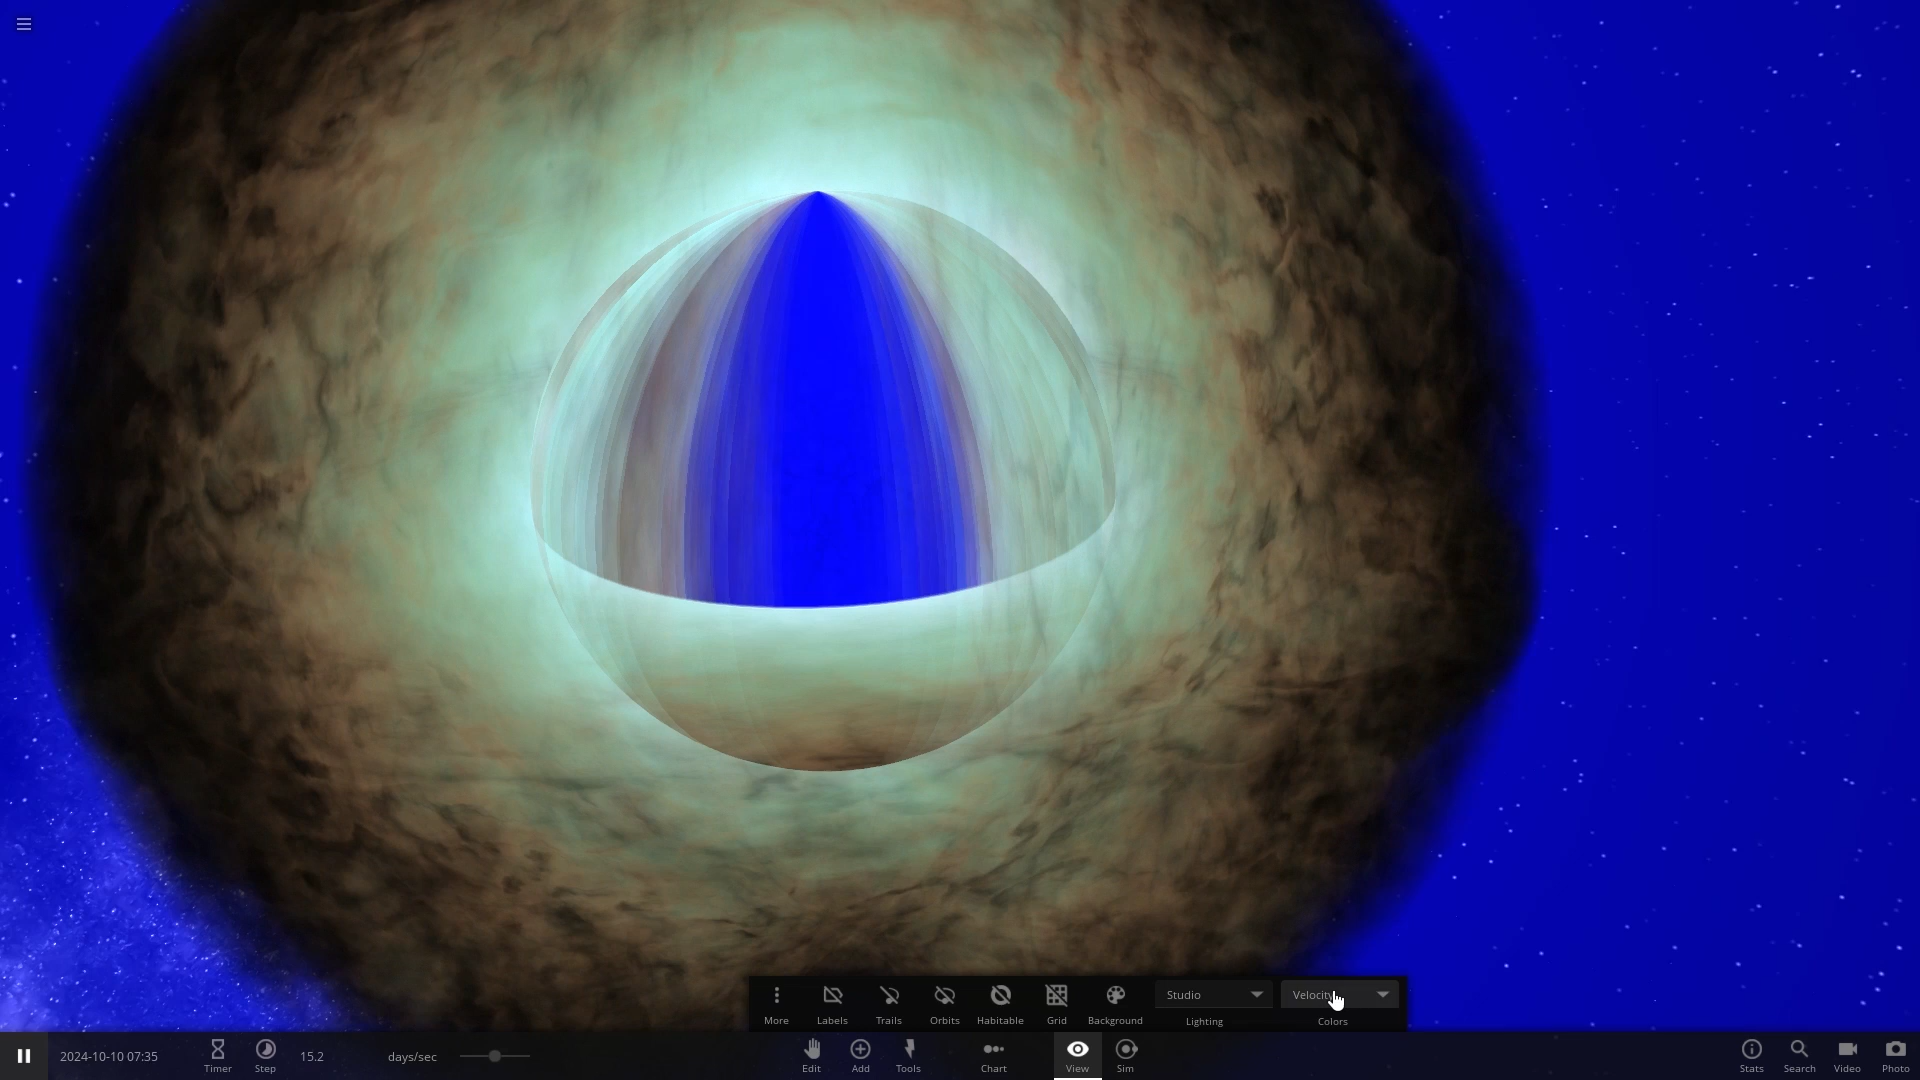 More
Labels
Trails
Orbits
Habitable
Grid
Background
Studio
Lighting
Velocity
Colors
2024-10-10 07:35
Timer
Step
15.2
days/sec
Edit
Add
Tools
Chart
View
Sim
Stats
Search
Video
Photo